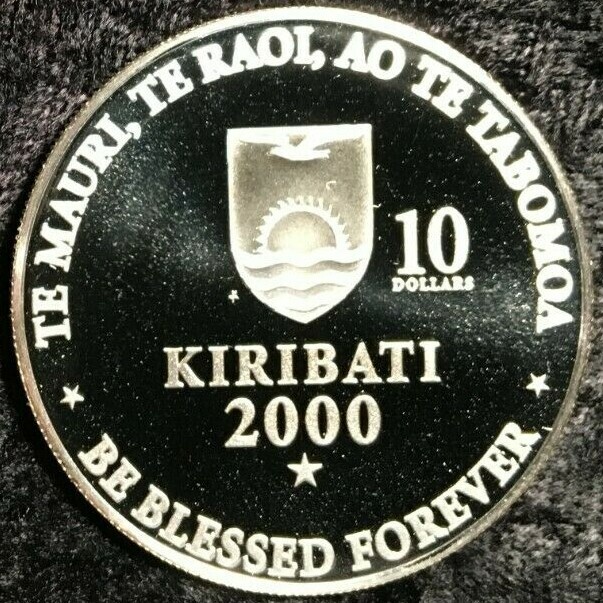 TE MAURI, TE RAOI, AO TE TABOMOA
10
DOLLARS
KIRIBATI
2000
BE BLESSED FOREVER